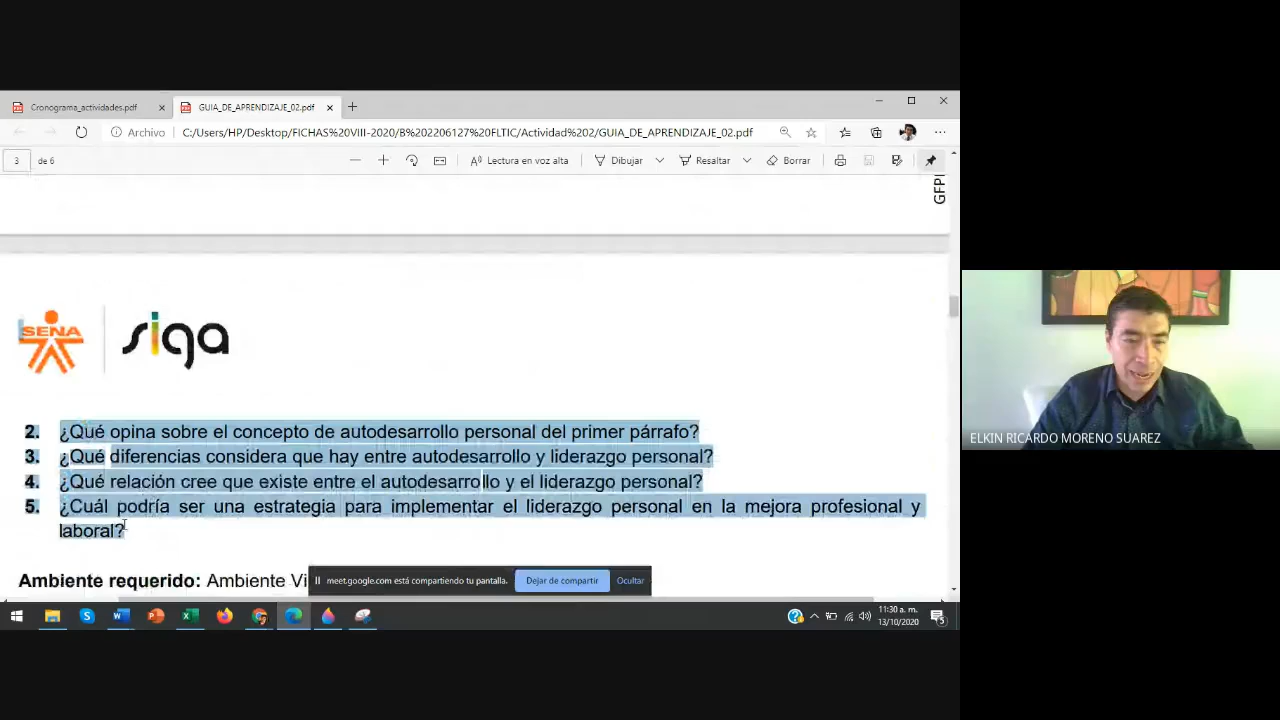 Cronograma_actividades.pdf
GUIA_DE_APRENDIZAJE_02.pdf
Archivo
C:/Users/HP/Desktop/FICHAS%20VIII-2020/B%202206127%20FLTIC/Actividad%202/GUIA_DE_APRENDIZAJE_02.pdf
3 de 6
Lectura en voz alta
Dibujar
Resaltar
Borrar
GFPI
SENA
siga
2. ¿Qué opina sobre el concepto de autodesarrollo personal del primer párrafo?
3. ¿Qué diferencias considera que hay entre autodesarrollo y liderazgo personal?
4. ¿Qué relación cree que existe entre el autodesarrollo y el liderazgo personal?
5. ¿Cuál podría ser una estrategia para implementar el liderazgo personal en la mejora profesional y
laboral?
Ambiente requerido: Ambiente Vi
meet.google.com está compartiendo tu pantalla.
Dejar de compartir
Ocultar
11:30 a. m.
13/10/2020
5
ELKIN RICARDO MORENO SUAREZ